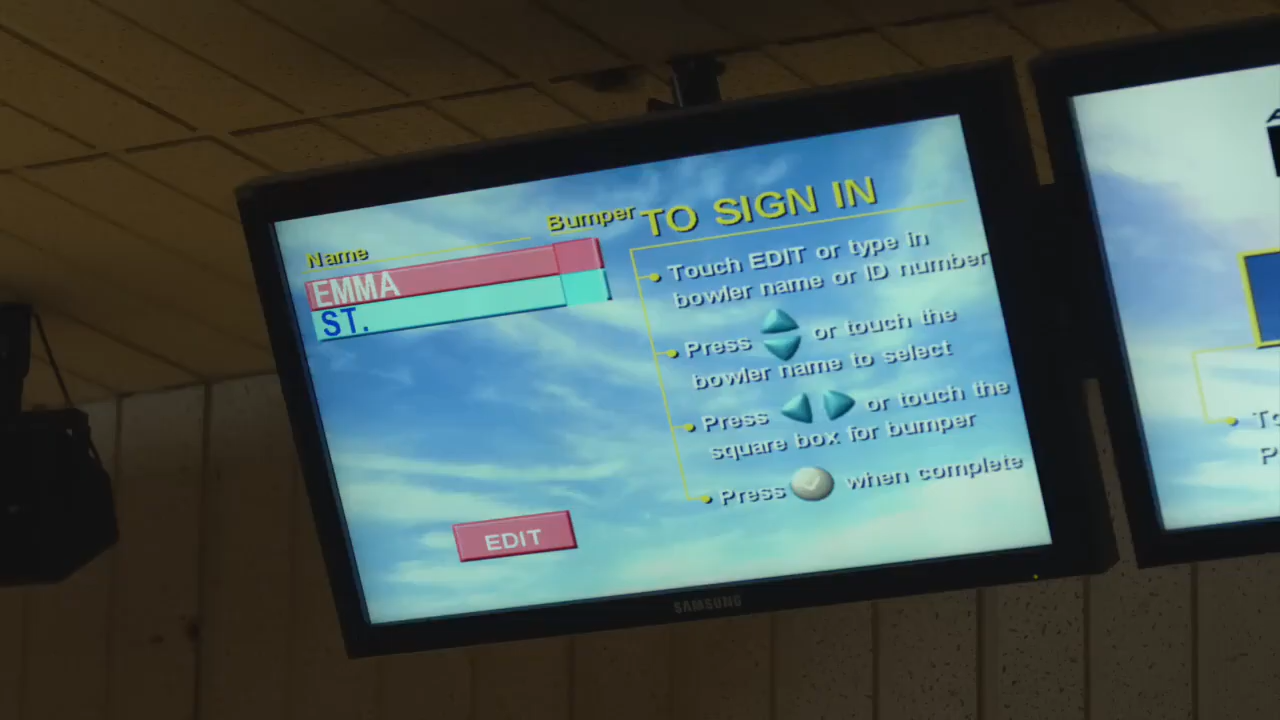 Name Bumper
EMMA
ST.
EDIT
TO SIGN IN
Touch EDIT or type in
bowler name or ID number
Press or touch the
bowler name to select
Press or touch the
square box for bumper
Press when complete
SAMSUNG